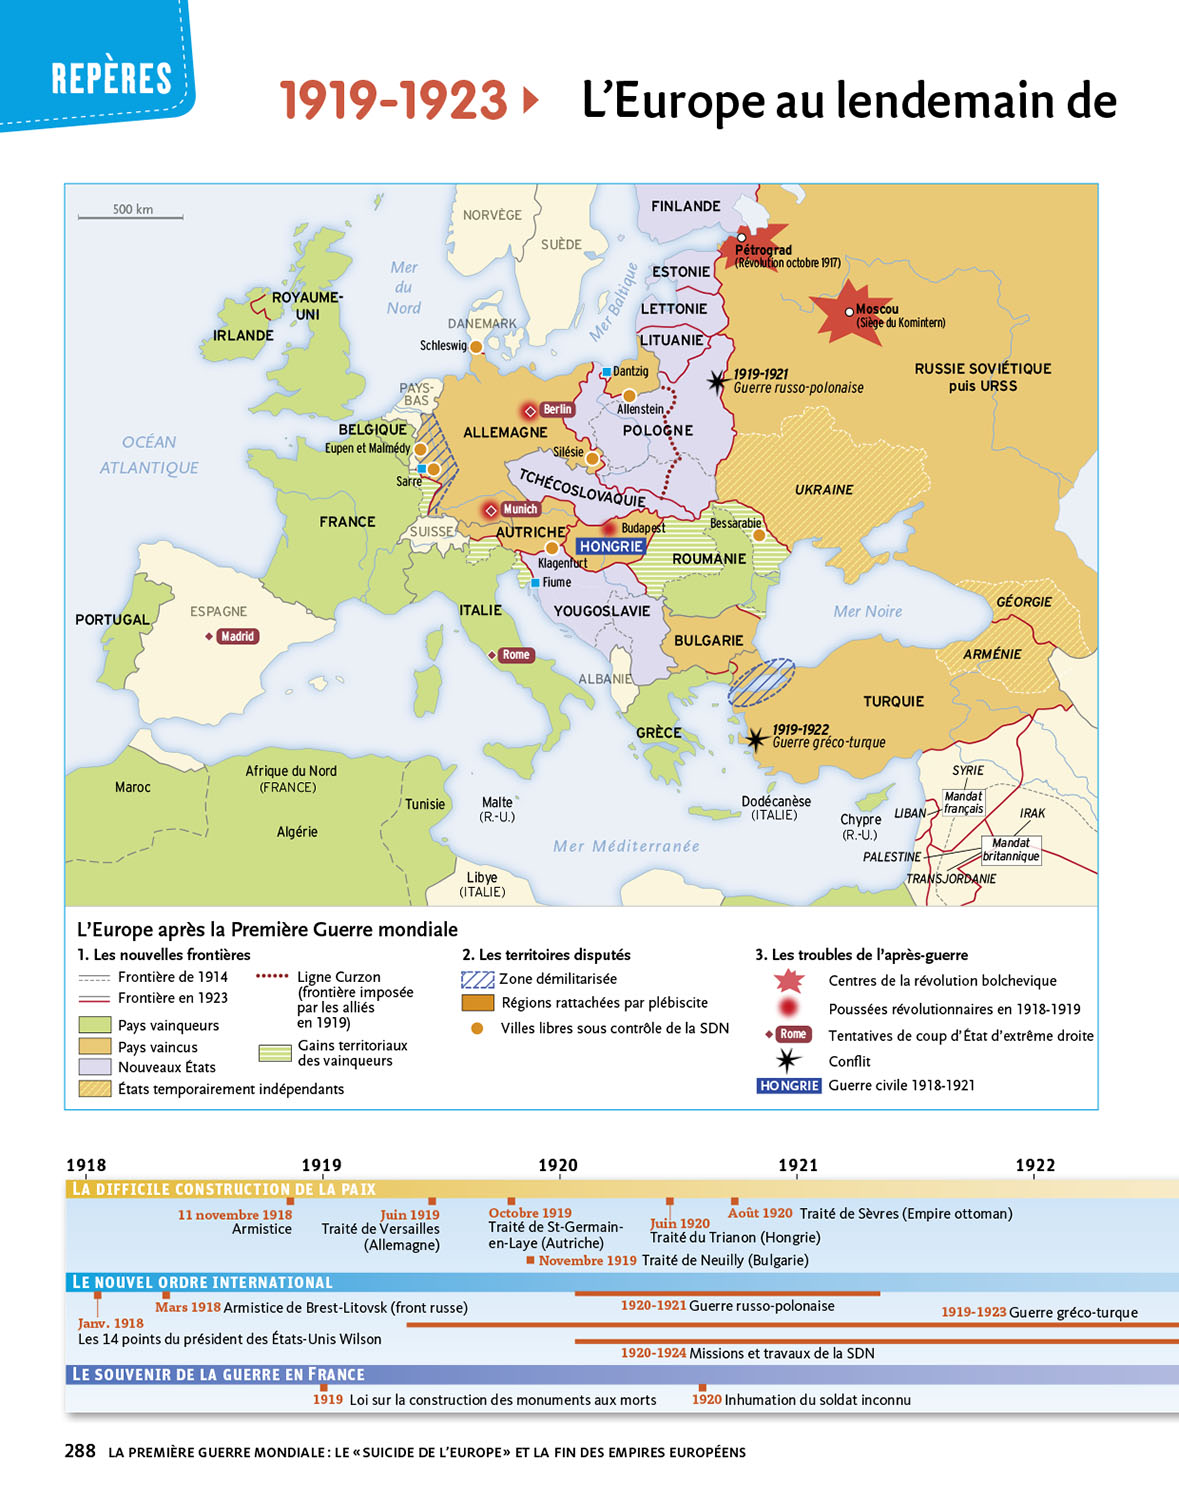 REPÈRES
1919-1923 L’Europe au lendemain de
500 km
NORVÈGE
SUÈDE
FINLANDE
Pétrograd
(Révolution octobre 1917)
Mer
du
Nord
Mer Baltique
ESTONIE
LETTONIE
LITUANIE
Moscou
(Siège du Komintern)
ROYAUME-
UNI
IRLANDE
DANEMARK
Schleswig
RUSSIE SOVIÉTIQUE
puis URSS
1919-1921
Guerre russo-polonaise
Dantzig
Allenstein
PAYS-
BAS
Berlin
BELGIQUE
ALLEMAGNE
POLOGNE
Eupen et Malmédy
Silésie
OCÉAN
ATLANTIQUE
Sarre
TCHÉCOSLOVAQUIE
UKRAINE
FRANCE
Munich
SUISSE
AUTRICHE
Budapest
HONGRIE
Bessarabie
ROUMANIE
Klagenfurt
Fiume
ITALIE
YOUGOSLAVIE
Mer Noire
GÉORGIE
ARMÉNIE
PORTUGAL
ESPAGNE
Madrid
BULGARIE
Rome
ALBANIE
TURQUIE
GRÈCE
1919-1922
Guerre gréco-turque
Maroc
Afrique du Nord
(FRANCE)
Algérie
Tunisie
Malte
(R.-U.)
Dodécanèse
(ITALIE)
Chypre
(R.-U.)
SYRIE
Mandat
français
LIBAN
IRAK
Mandat
britannique
PALESTINE
TRANSJORDANIE
Mer Méditerranée
Libye
(ITALIE)
L’Europe après la Première Guerre mondiale
1. Les nouvelles frontières
Frontière de 1914
Frontière en 1923
Pays vainqueurs
Pays vaincus
Nouveaux États
États temporairement indépendants
Ligne Curzon
(frontière imposée
par les alliés
en 1919)
Gains territoriaux
des vainqueurs
2. Les territoires disputés
Zone démilitarisée
Régions rattachées par plébiscite
Villes libres sous contrôle de la SDN
3. Les troubles de l’après-guerre
Centres de la révolution bolchevique
Poussées révolutionnaires en 1918-1919
Rome Tentatives de coup d’État d’extrême droite
Conflit
HONGRIE Guerre civile 1918-1921
1918 1919 1920 1921 1922
LA DIFFICILE CONSTRUCTION DE LA PAIX
11 novembre 1918
Armistice
Juin 1919
Traité de Versailles
(Allemagne)
Octobre 1919
Traité de St-Germain-
en-Laye (Autriche)
Novembre 1919 Traité de Neuilly (Bulgarie)
Juin 1920
Traité du Trianon (Hongrie)
Août 1920 Traité de Sèvres (Empire ottoman)
LE NOUVEL ORDRE INTERNATIONAL
Mars 1918 Armistice de Brest-Litovsk (front russe)
Janv. 1918
Les 14 points du président des États-Unis Wilson
1920-1921 Guerre russo-polonaise
1919-1923 Guerre gréco-turque
1920-1924 Missions et travaux de la SDN
LE SOUVENIR DE LA GUERRE EN FRANCE
1919 Loi sur la construction des monuments aux morts
1920 Inhumation du soldat inconnu
288 LA PREMIÈRE GUERRE MONDIALE : LE « SUICIDE DE L’EUROPE » ET LA FIN DES EMPIRES EUROPÉENS